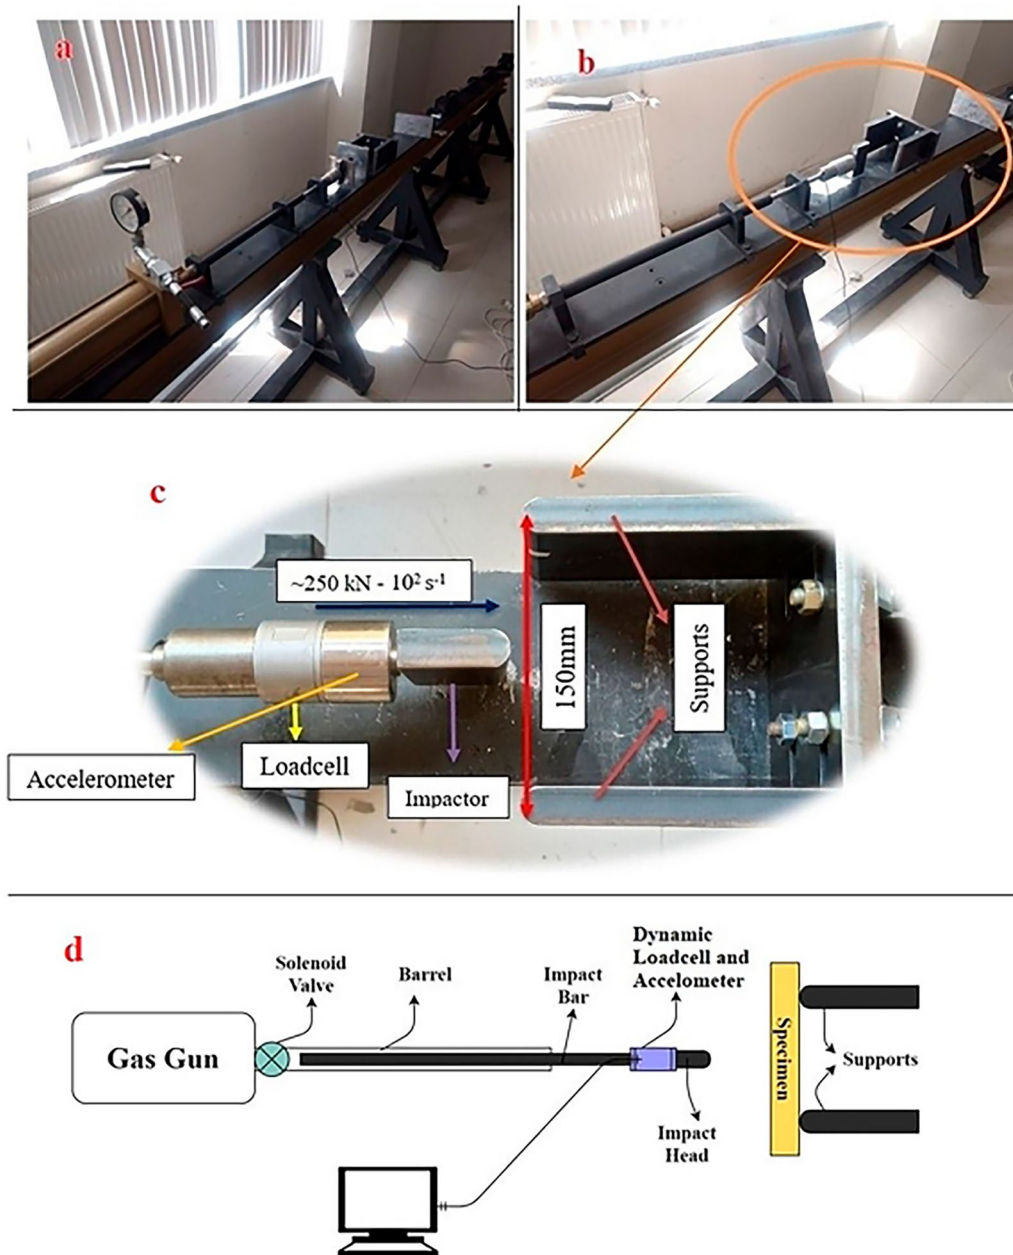 a
b
c
~250 kN - 10² s⁻¹
150mm
Supports
Accelerometer
Loadcell
Impactor
d
Solenoid
Valve
Barrel
Impact
Bar
Dynamic
Loadcell and
Accelometer
Gas Gun
Specimen
Supports
Impact
Head